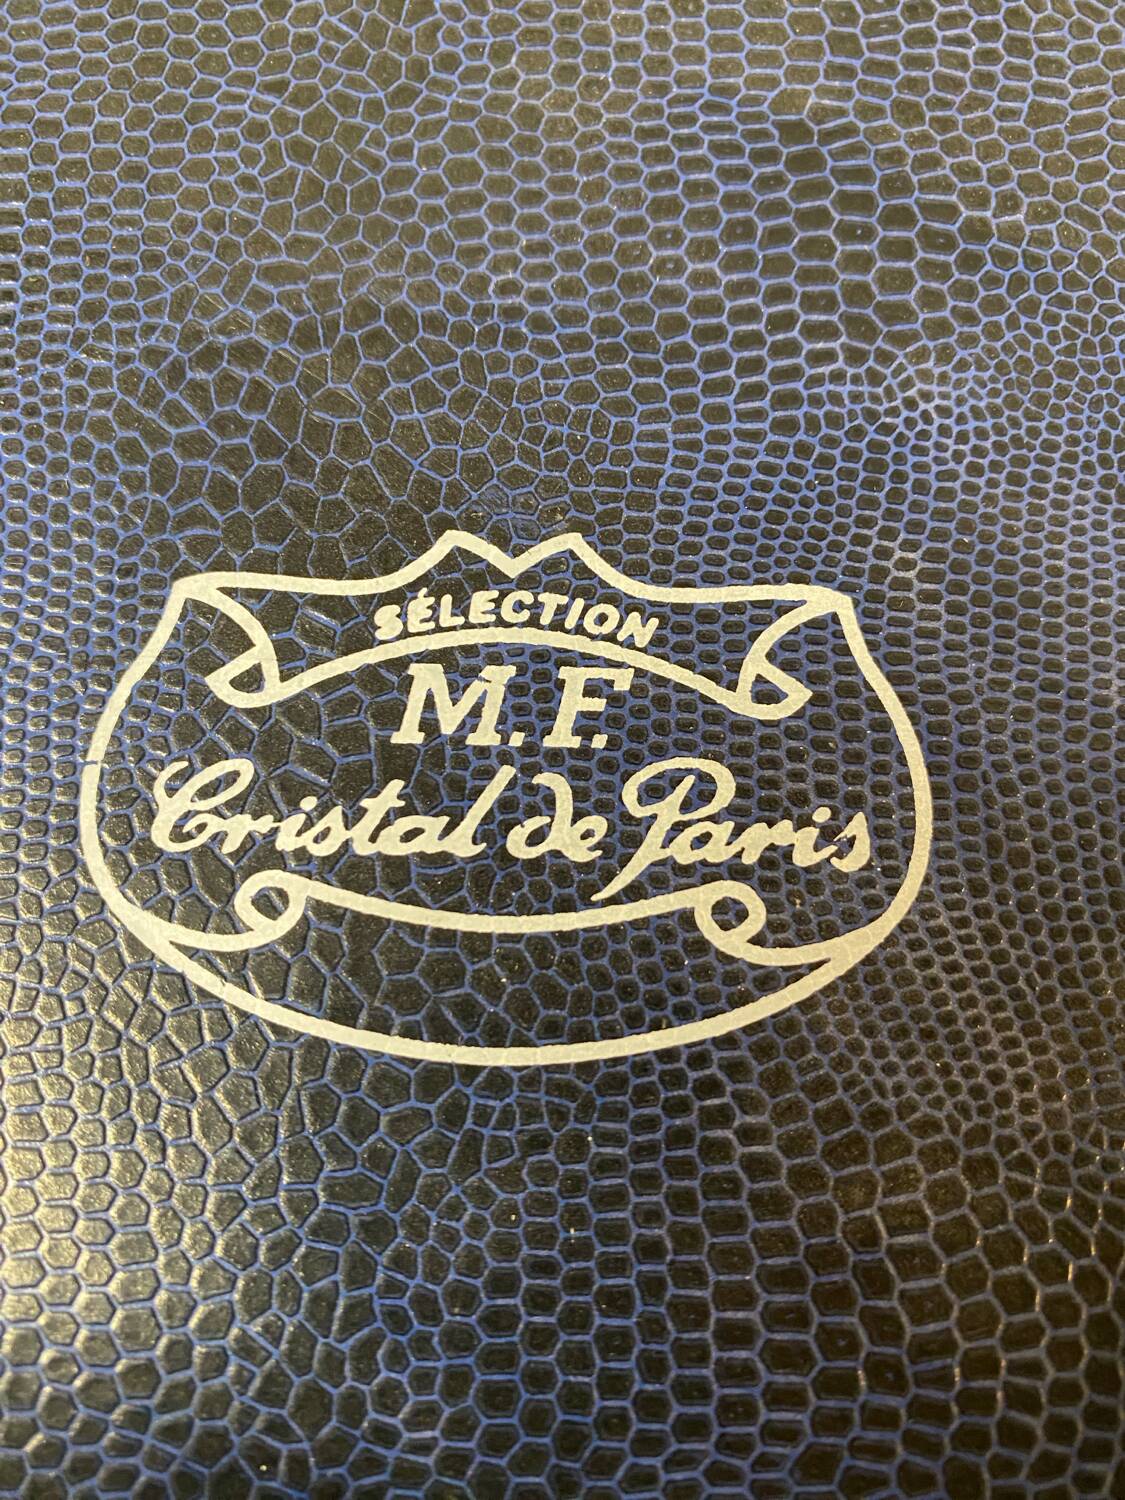 SÉLECTION
M.F.
Cristal de Paris